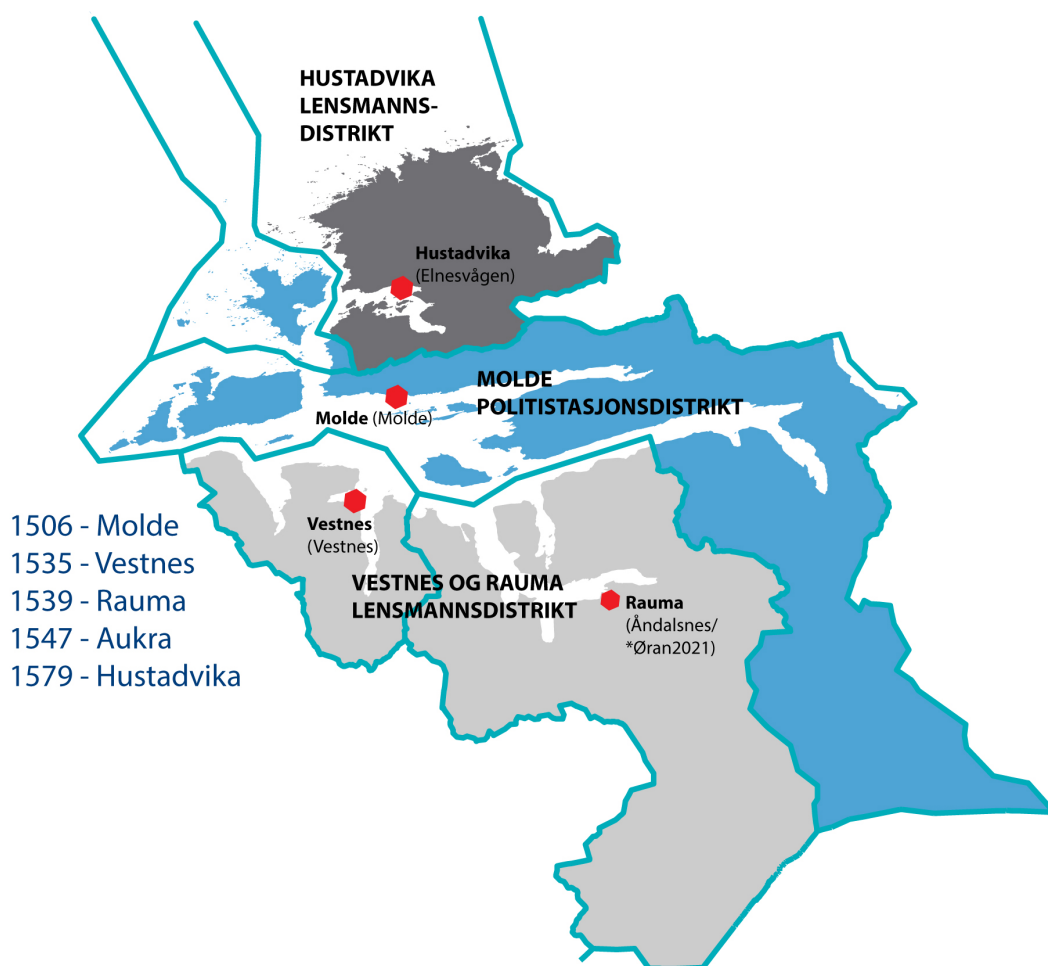 HUSTADVIKA
LENSMANNS-
DISTRIKT
Hustadvika
(Elnesvågen)
MOLDE
POLITISTASJONSDISTRIKT
Molde (Molde)
Vestnes
(Vestnes)
VESTNES OG RAUMA
LENSMANNSDISTRIKT
Rauma
(Åndalsnes/
*Øran2021)
1506 - Molde
1535 - Vestnes
1539 - Rauma
1547 - Aukra
1579 - Hustadvika